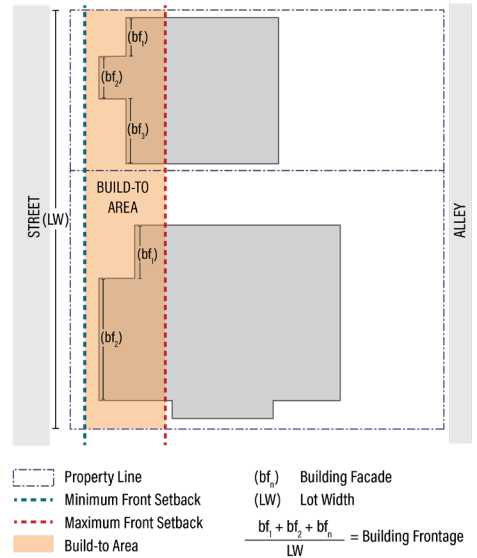 (bf₁)
(bf₂)
(bf₃)
BUILD-TO
AREA
STREET
(LW)
ALLEY
(bf₁)
(bf₂)
Property Line
Minimum Front Setback
Maximum Front Setback
Build-to Area
(bfₙ) Building Facade
(LW) Lot Width
bf₁ + bf₂ + bfₙ
LW
= Building Frontage